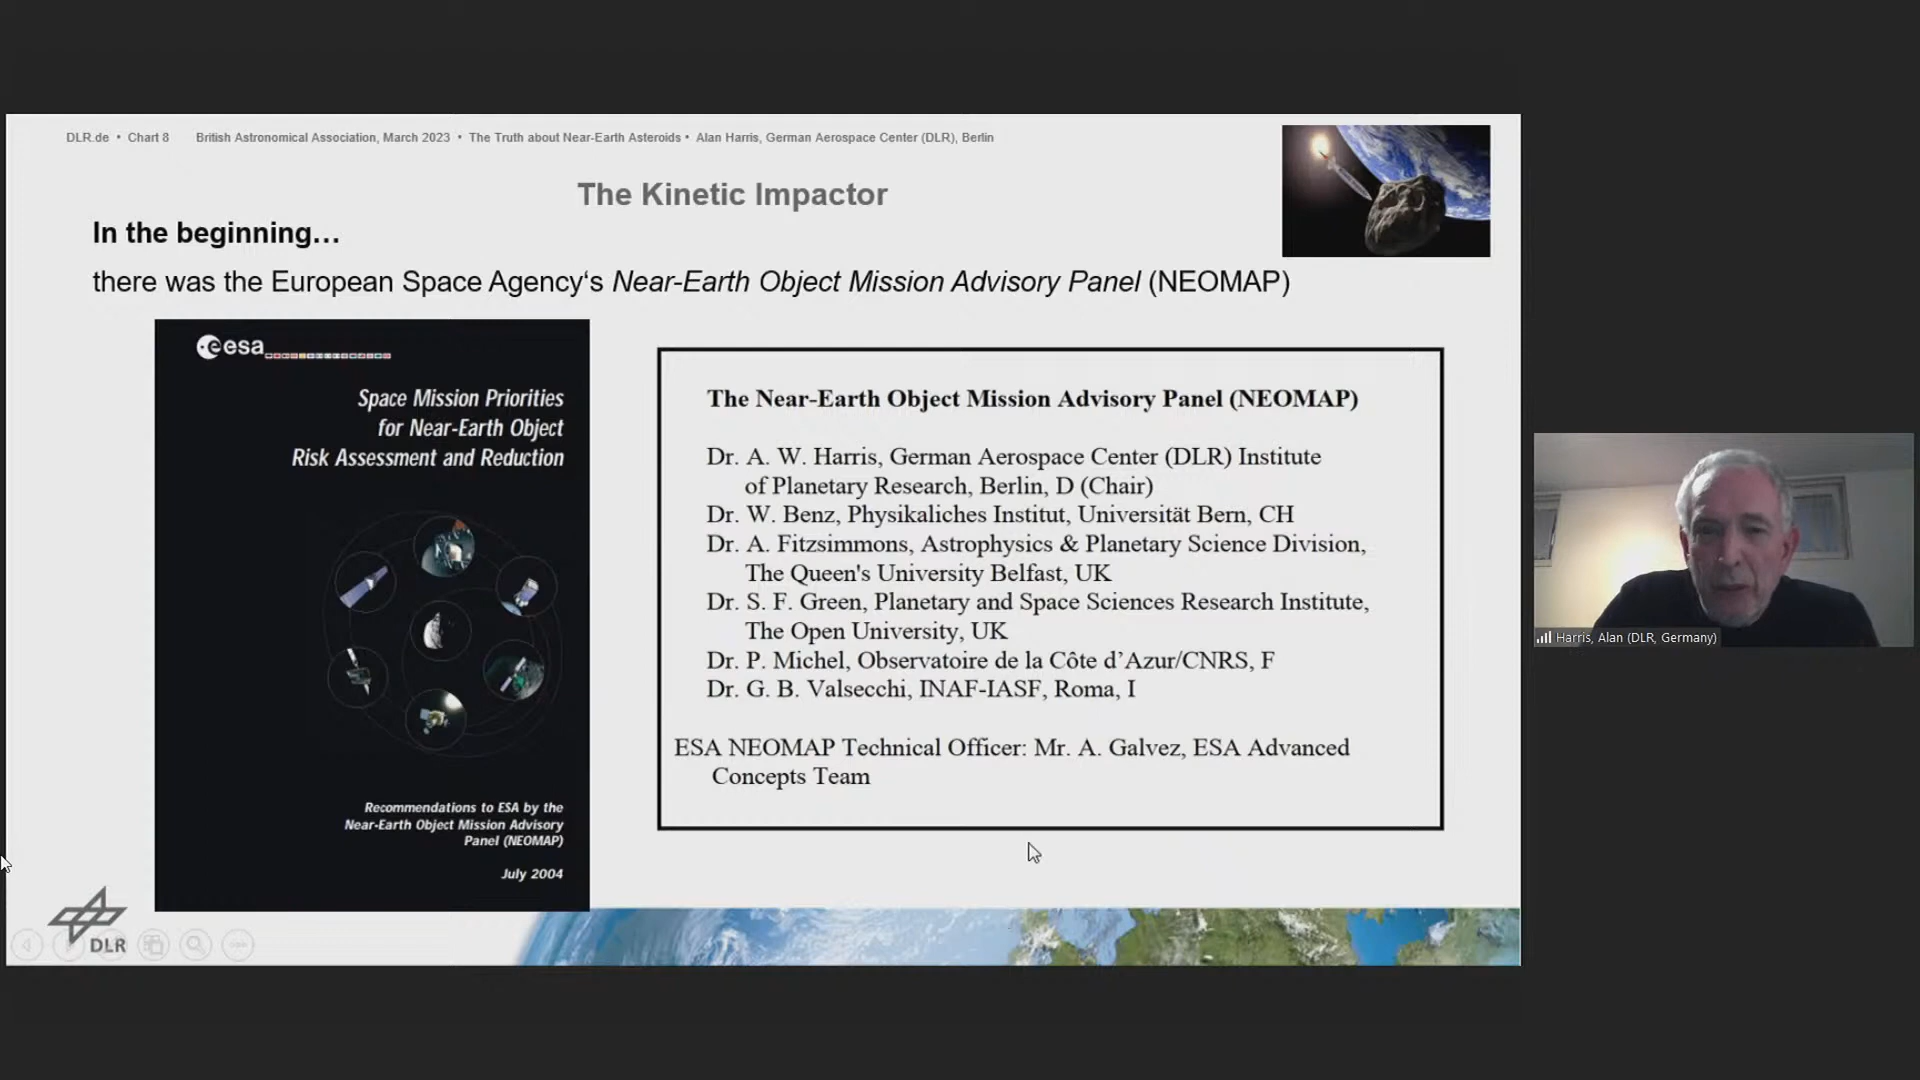 DLR.de • Chart 8 British Astronomical Association, March 2023 • The Truth about Near-Earth Asteroids • Alan Harris, German Aerospace Center (DLR), Berlin
The Kinetic Impactor
In the beginning…
there was the European Space Agency‘s Near-Earth Object Mission Advisory Panel (NEOMAP)
esa
Space Mission Priorities
for Near-Earth Object
Risk Assessment and Reduction
Recommendations to ESA by the
Near-Earth Object Mission Advisory
Panel (NEOMAP)
July 2004
The Near-Earth Object Mission Advisory Panel (NEOMAP)
Dr. A. W. Harris, German Aerospace Center (DLR) Institute
of Planetary Research, Berlin, D (Chair)
Dr. W. Benz, Physikaliches Institut, Universität Bern, CH
Dr. A. Fitzsimmons, Astrophysics & Planetary Science Division,
The Queen's University Belfast, UK
Dr. S. F. Green, Planetary and Space Sciences Research Institute,
The Open University, UK
Dr. P. Michel, Observatoire de la Côte d’Azur/CNRS, F
Dr. G. B. Valsecchi, INAF-IASF, Roma, I
ESA NEOMAP Technical Officer: Mr. A. Galvez, ESA Advanced
Concepts Team
DLR
Harris, Alan (DLR, Germany)